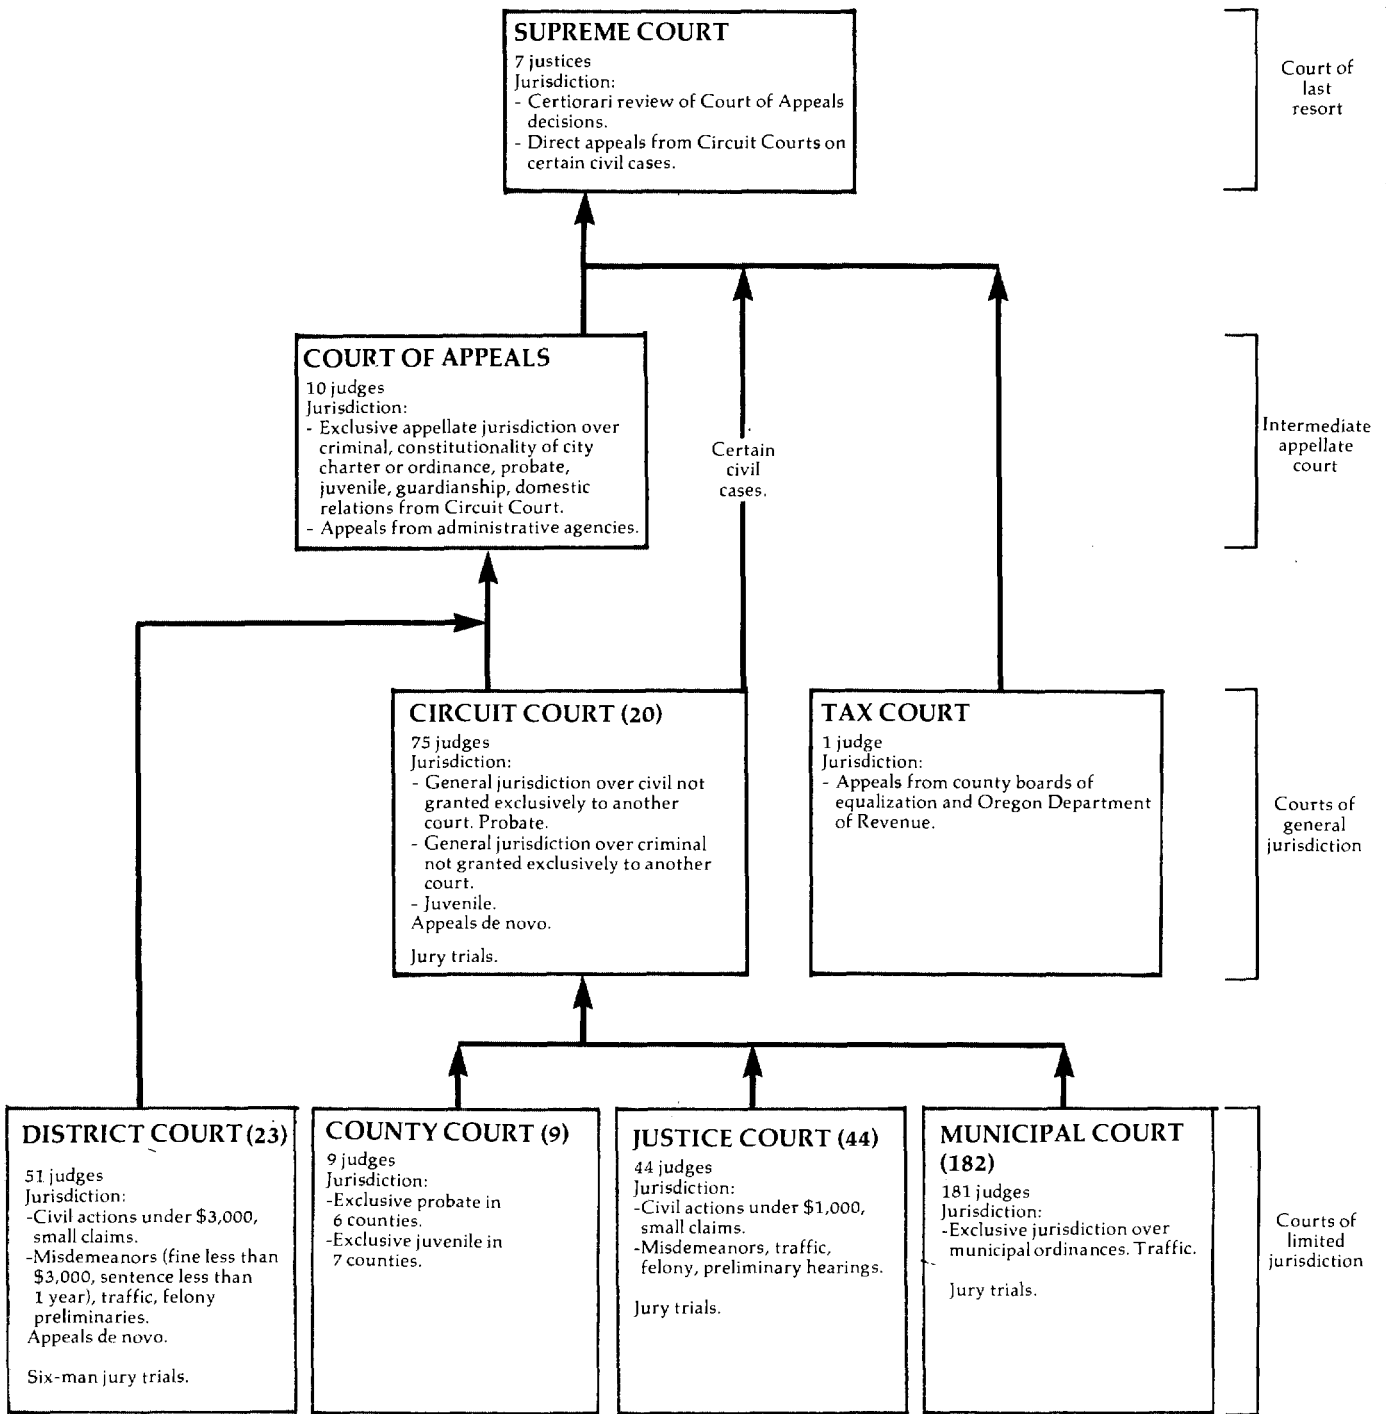 SUPREME COURT
7 justices
Jurisdiction:
- Certiorari review of Court of Appeals
decisions.
- Direct appeals from Circuit Courts on
certain civil cases.
Court of
last
resort
COURT OF APPEALS
10 judges
Jurisdiction:
- Exclusive appellate jurisdiction over
criminal, constitutionality of city
charter or ordinance, probate,
juvenile, guardianship, domestic
relations from Circuit Court.
- Appeals from administrative agencies.
Certain
civil
cases.
Intermediate
appellate
court
CIRCUIT COURT (20)
75 judges
Jurisdiction:
- General jurisdiction over civil not
granted exclusively to another
court. Probate.
- General jurisdiction over criminal
not granted exclusively to another
court.
- Juvenile.
Appeals de novo.
Jury trials.
TAX COURT
1 judge
Jurisdiction:
- Appeals from county boards of
equalization and Oregon Department
of Revenue.
Courts of
general
jurisdiction
DISTRICT COURT (23)
51 judges
Jurisdiction:
-Civil actions under $3,000,
small claims.
-Misdemeanors (fine less than
$3,000, sentence less than
1 year), traffic, felony
preliminaries.
Appeals de novo.
Six-man jury trials.
COUNTY COURT (9)
9 judges
Jurisdiction:
-Exclusive probate in
6 counties.
-Exclusive juvenile in
7 counties.
JUSTICE COURT (44)
44 judges
Jurisdiction:
-Civil actions under $1,000,
small claims.
-Misdemeanors, traffic,
felony, preliminary hearings.
Jury trials.
MUNICIPAL COURT
(182)
181 judges
Jurisdiction:
-Exclusive jurisdiction over
municipal ordinances. Traffic.
Jury trials.
Courts of
limited
jurisdiction